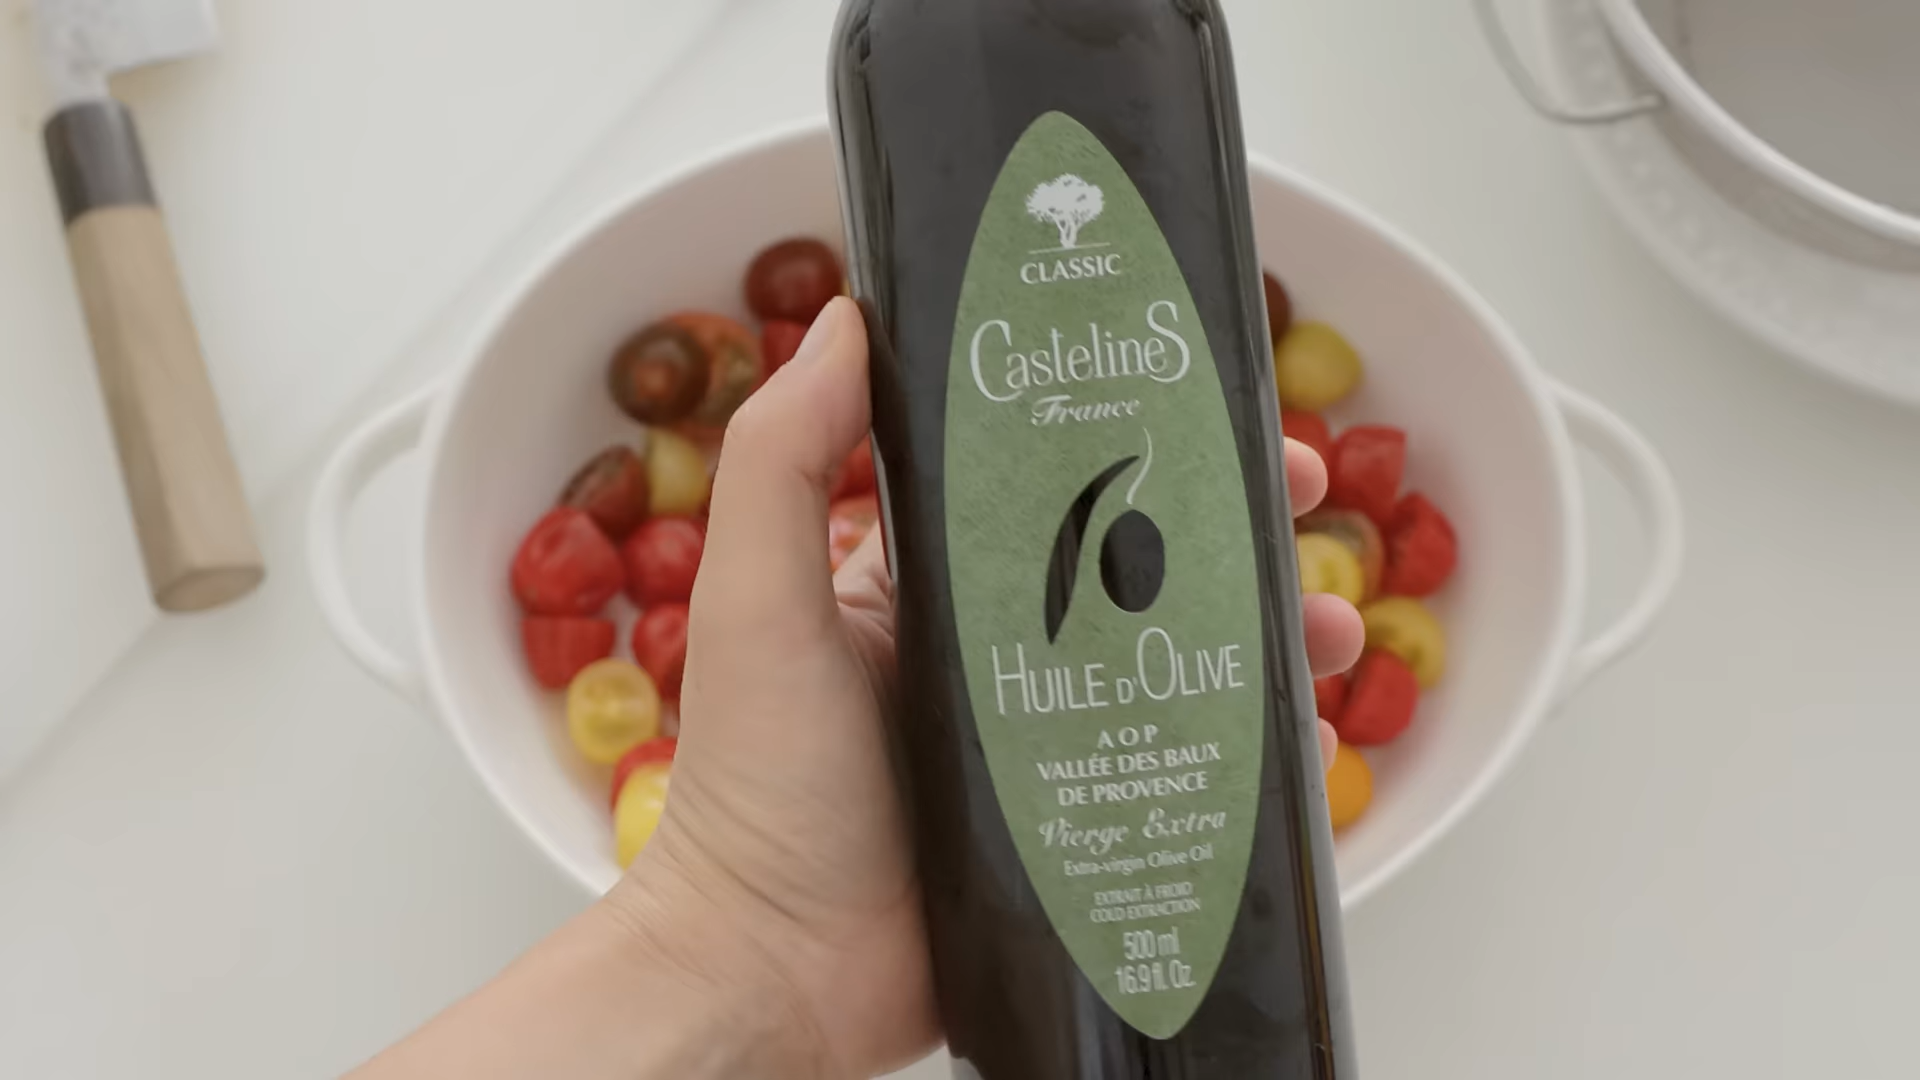 CLASSIC
CastelineS
France
HUILE D'OLIVE
AOP
VALLÉE DES BAUX
DE PROVENCE
Vierge Extra
Extra-virgin Olive Oil
EXTRAIT À FROID
COLD EXTRACTION
500 ml
16.9 fl. Oz.